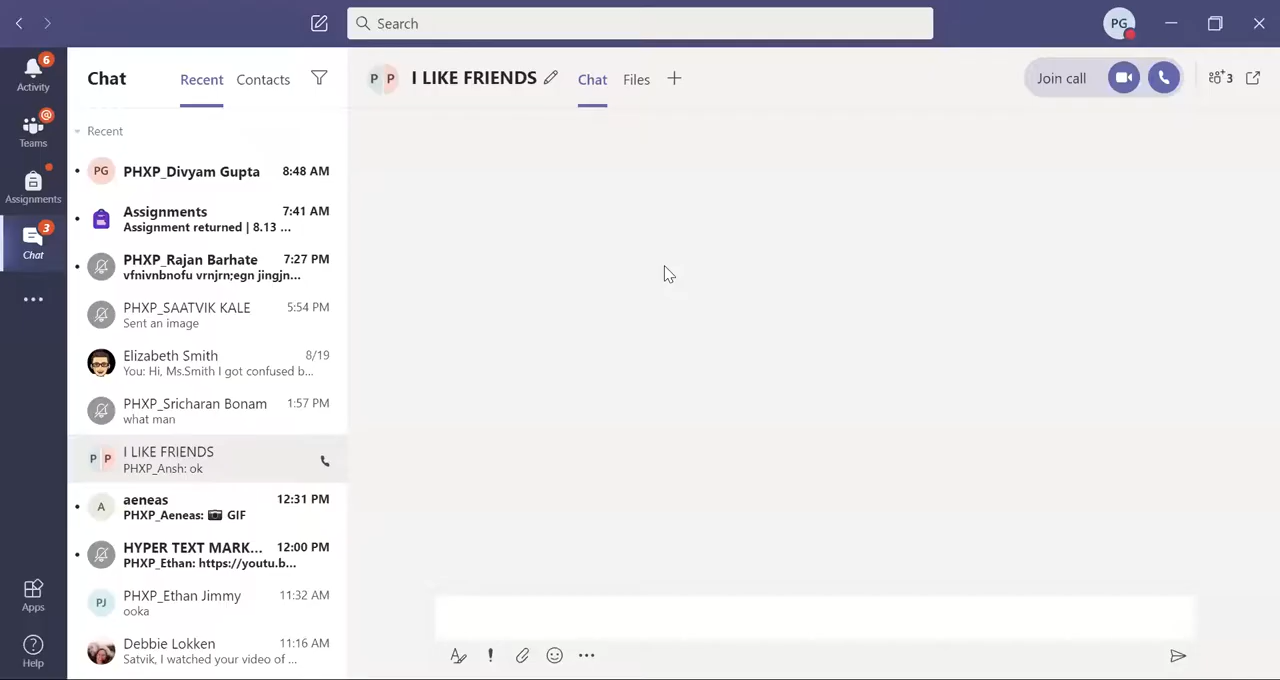 Search
PG
6
Activity
@
Teams
Assignments
3
Chat
Apps
Help
Chat
Recent
Contacts
Recent
PG
PHXP_Divyam Gupta
8:48 AM
Assignments
7:41 AM
Assignment returned | 8.13 ...
PHXP_Rajan Barhate
7:27 PM
vfnivnbnofu vrnjrn;egn jingjn...
PHXP_SAATVIK KALE
5:54 PM
Sent an image
Elizabeth Smith
8/19
You: Hi, Ms.Smith I got confused b...
PHXP_Sricharan Bonam
1:57 PM
what man
P P
I LIKE FRIENDS
PHXP_Ansh: ok
A
aeneas
12:31 PM
PHXP_Aeneas: 📷 GIF
HYPER TEXT MARK...
12:00 PM
PHXP_Ethan: https://youtu.b...
PJ
PHXP_Ethan Jimmy
11:32 AM
ooka
Debbie Lokken
11:16 AM
Satvik, I watched your video of ...
P P
I LIKE FRIENDS
Chat
Files
Join call
3